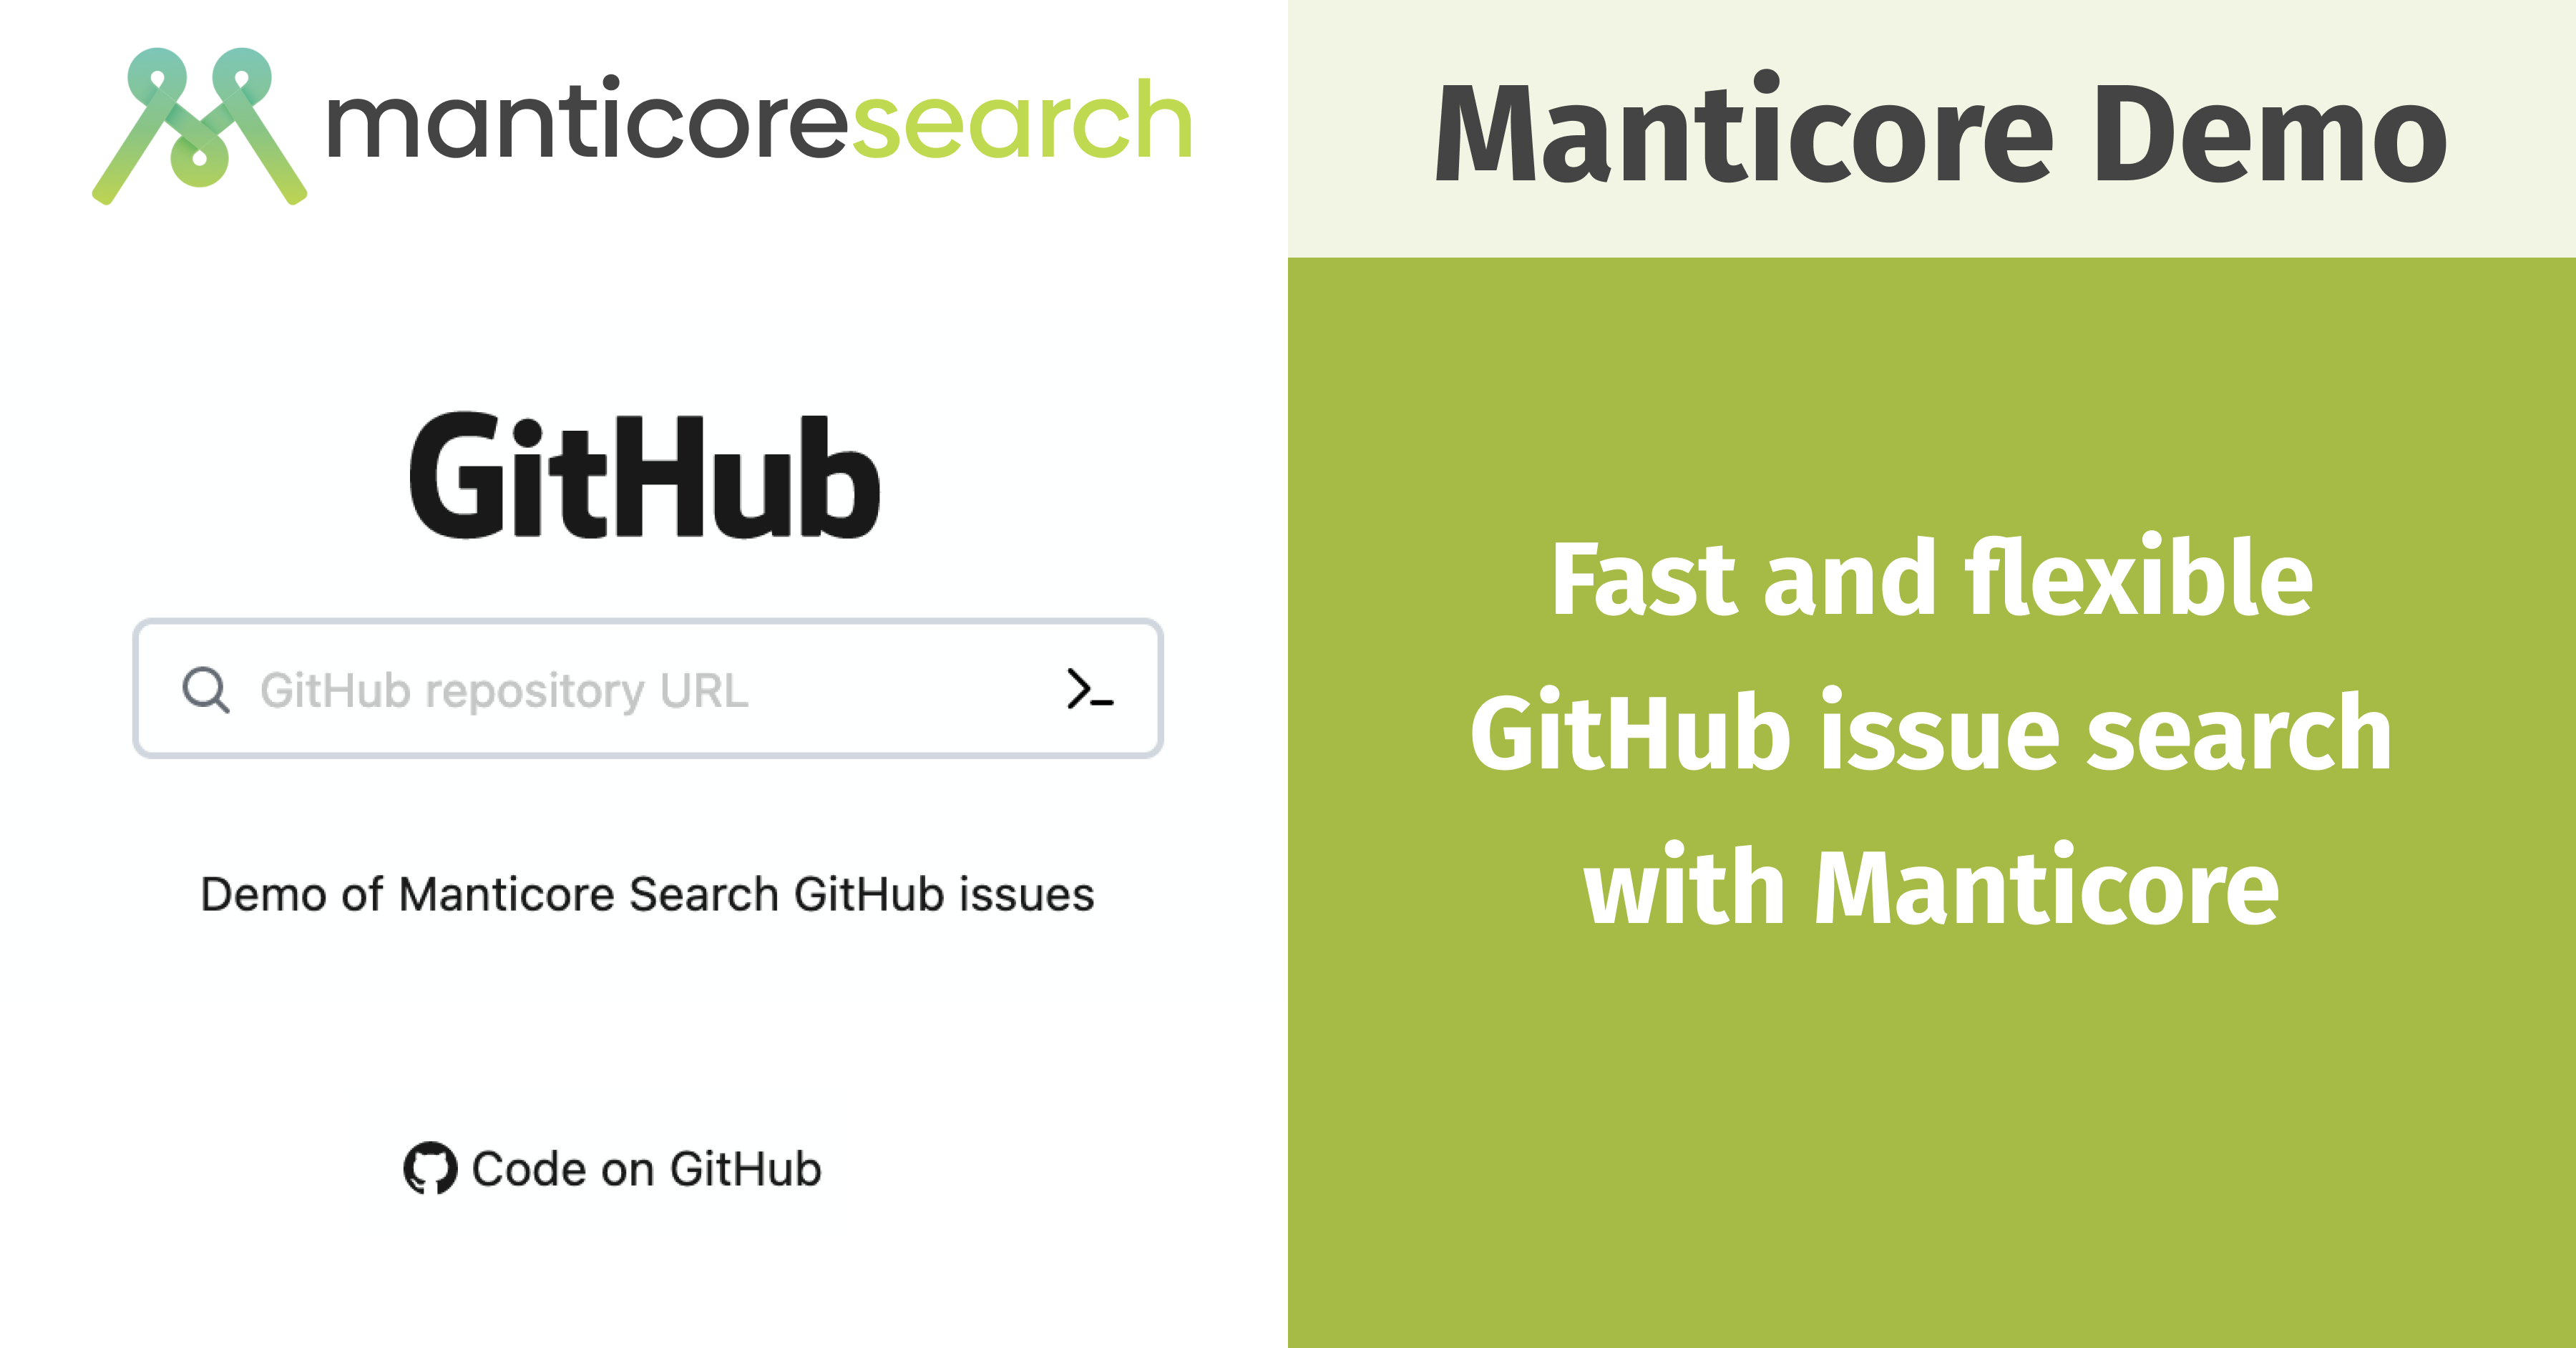 manticoresearch
GitHub
GitHub repository URL
Demo of Manticore Search GitHub issues
Code on GitHub
Manticore Demo
Fast and flexible
GitHub issue search
with Manticore